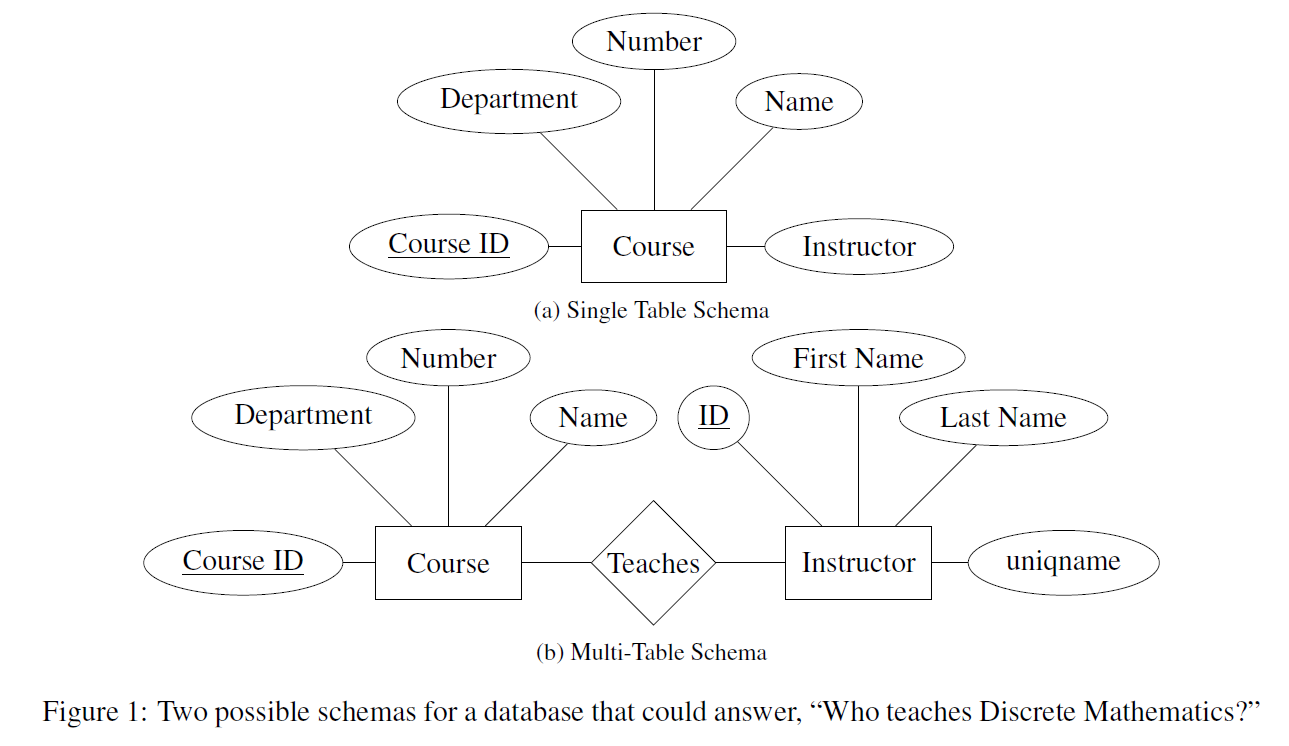 Number
Department
Name
Course ID
Course
Instructor
(a) Single Table Schema
Number
First Name
Department
Name
ID
Last Name
Course ID
Course
Teaches
Instructor
uniqname
(b) Multi-Table Schema
Figure 1: Two possible schemas for a database that could answer, “Who teaches Discrete Mathematics?”